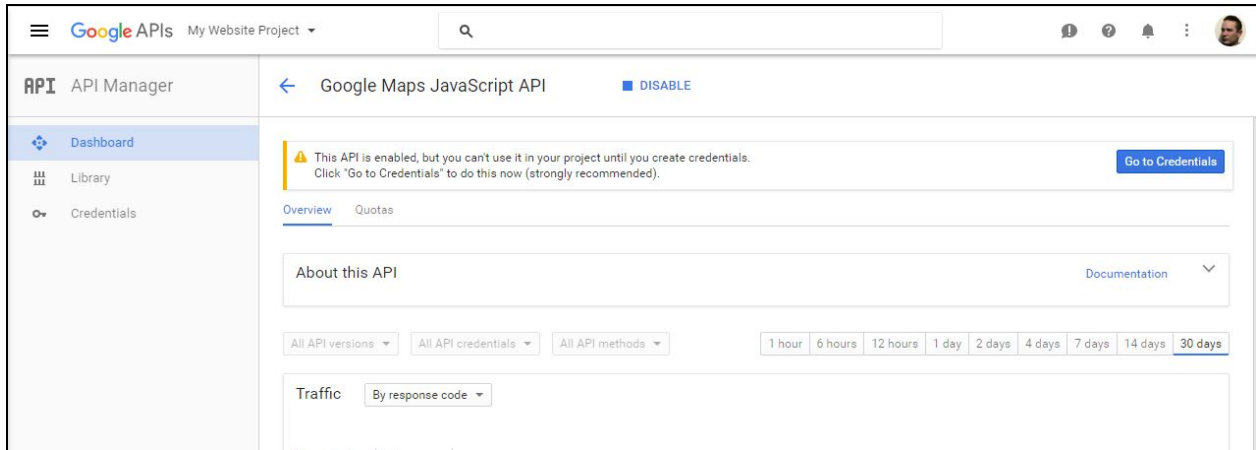 Google APIs My Website Project
API API Manager
Google Maps JavaScript API DISABLE
Dashboard
Library
Credentials
This API is enabled, but you can't use it in your project until you create credentials.
Click "Go to Credentials" to do this now (strongly recommended).
Go to Credentials
Overview Quotas
About this API Documentation
All API versions All API credentials All API methods 1 hour 6 hours 12 hours 1 day 2 days 4 days 7 days 14 days 30 days
Traffic By response code